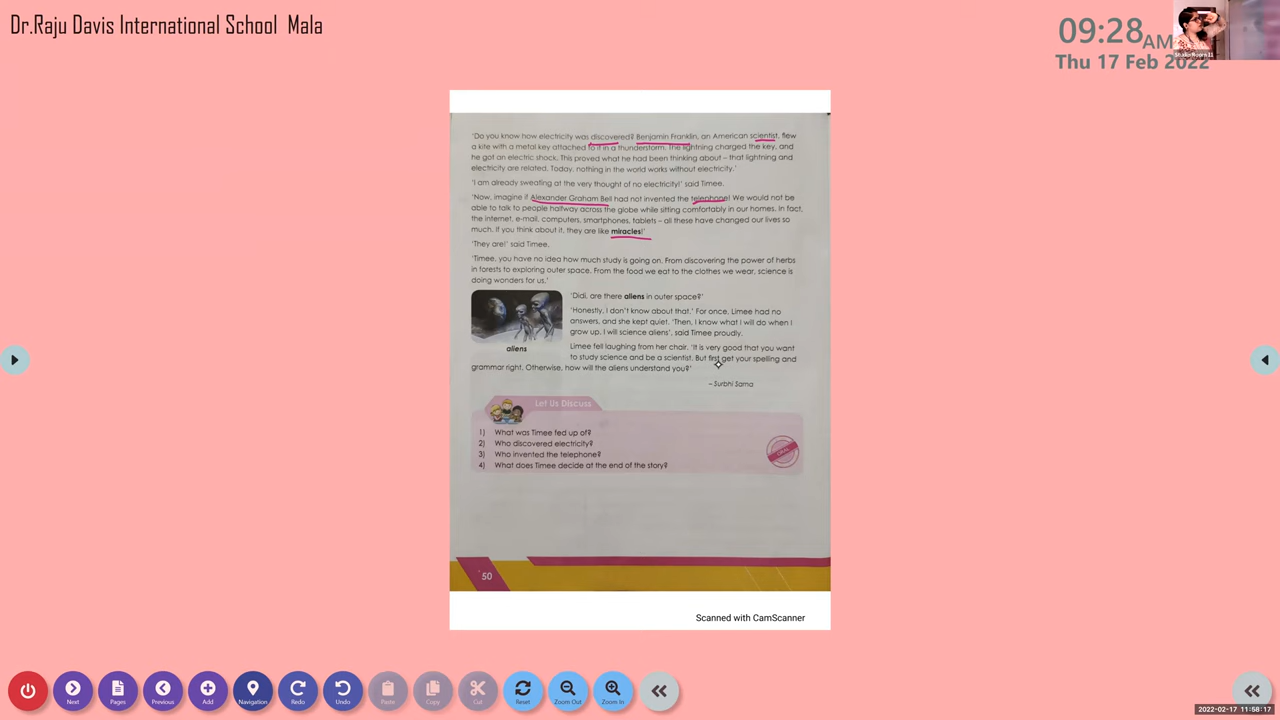 Dr.Raju Davis International School Mala
09:28 AM
Thu 17 Feb 2022
'Do you know how electricity was discovered? Benjamin Franklin, an American scientist, flew
a kite with a metal key attached to it in a thunderstorm. The lightning charged the key, and
he got an electric shock. This proved what he had been thinking about – that lightning and
electricity are related. Today, nothing in the world works without electricity.'
'I am already sweating at the very thought of no electricity!' said Timee.
'Now, imagine if Alexander Graham Bell had not invented the telephone! We would not be
able to talk to people halfway across the globe while sitting comfortably in our homes. In fact,
the internet, e-mail, computers, smartphones, tablets – all these have changed our lives so
much. If you think about it, they are like miracles!'
'They are!' said Timee.
'Timee, you have no idea how much study is going on. From discovering the power of herbs
in forests to exploring outer space. From the food we eat to the clothes we wear, science is
doing wonders for us.'
'Didi, are there aliens in outer space?'
'Honestly, I don't know about that.' For once, Limee had no
answers, and she kept quiet. 'Then, I know what I will do when I
grow up. I will science aliens', said Timee proudly.
Limee fell laughing from her chair. 'It is very good that you want
to study science and be a scientist. But first get your spelling and
grammar right. Otherwise, how will the aliens understand you?'
aliens
– Surbhi Sarna
Let Us Discuss
1) What was Timee fed up of?
2) Who discovered electricity?
3) Who invented the telephone?
4) What does Timee decide at the end of the story?
50
Scanned with CamScanner
Next
Pages
Previous
Add
Navigation
Redo
Undo
Paste
Copy
Cut
Reset
Zoom Out
Zoom In
2022-02-17 11:58:17